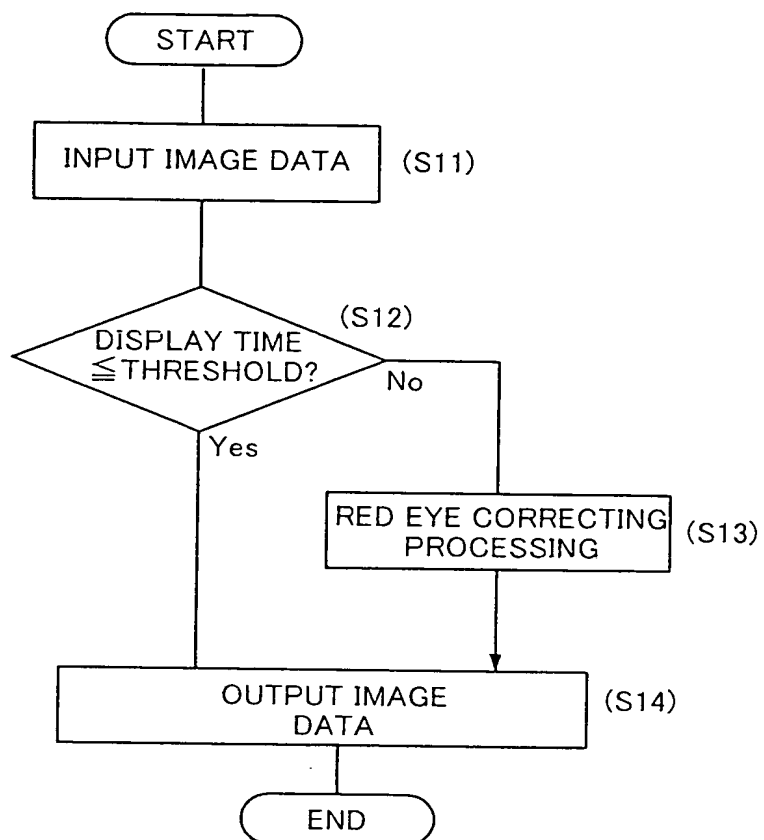 START
INPUT IMAGE DATA
(S11)
(S12)
DISPLAY TIME
≦THRESHOLD?
No
Yes
RED EYE CORRECTING
PROCESSING
(S13)
OUTPUT IMAGE
DATA
(S14)
END